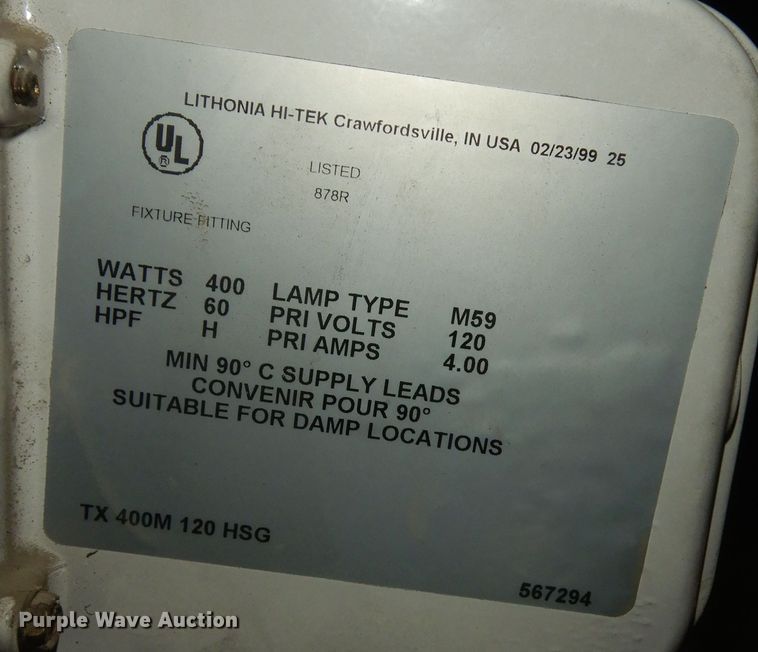 LITHONIA HI-TEK Crawfordsville, IN USA 02/23/99 25
UL
®
LISTED
878R
FIXTURE FITTING
WATTS 400 LAMP TYPE M59
HERTZ 60 PRI VOLTS 120
HPF H PRI AMPS 4.00
MIN 90° C SUPPLY LEADS
CONVENIR POUR 90°
SUITABLE FOR DAMP LOCATIONS
TX 400M 120 HSG
567294
Purple Wave Auction